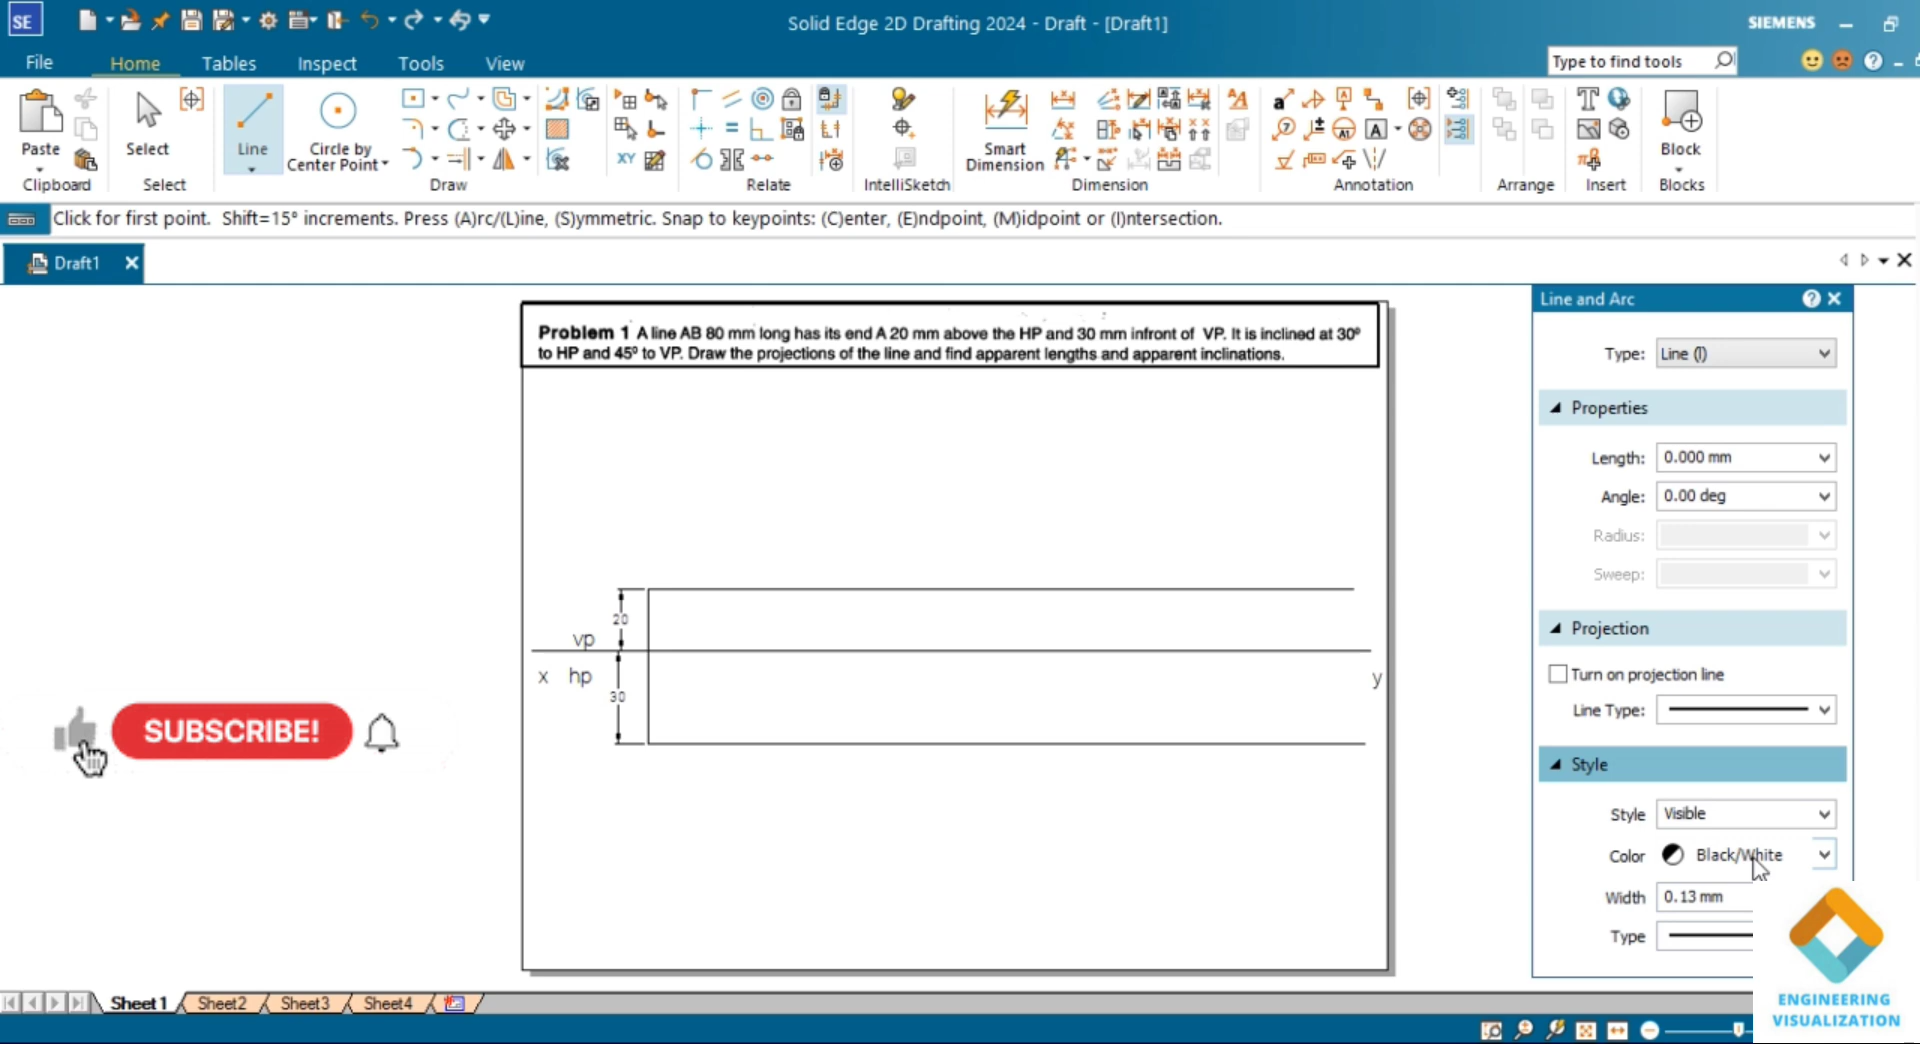 SE
Solid Edge 2D Drafting 2024 - Draft - [Draft1]
SIEMENS
File Home Tables Inspect Tools View
Type to find tools
Paste
Select
Line
Circle by
Center Point
XY
Smart
Dimension
Block
Clipboard Select Draw Relate IntelliSketch Dimension Annotation Arrange Insert Blocks
Click for first point. Shift=15° increments. Press (A)rc/(L)ine, (S)ymmetric. Snap to keypoints: (C)enter, (E)ndpoint, (M)idpoint or (I)ntersection.
Draft1
Problem 1 A line AB 80 mm long has its end A 20 mm above the HP and 30 mm infront of VP. It is inclined at 30°
to HP and 45° to VP. Draw the projections of the line and find apparent lengths and apparent inclinations.
20
vp
x hp
y
30
SUBSCRIBE!
Line and Arc
Type: Line (l)
Properties
Length: 0.000 mm
Angle: 0.00 deg
Radius:
Sweep:
Projection
Turn on projection line
Line Type:
Style
Style Visible
Color Black/White
Width 0.13 mm
Type
ENGINEERING
VISUALIZATION
Sheet1 Sheet2 Sheet3 Sheet4